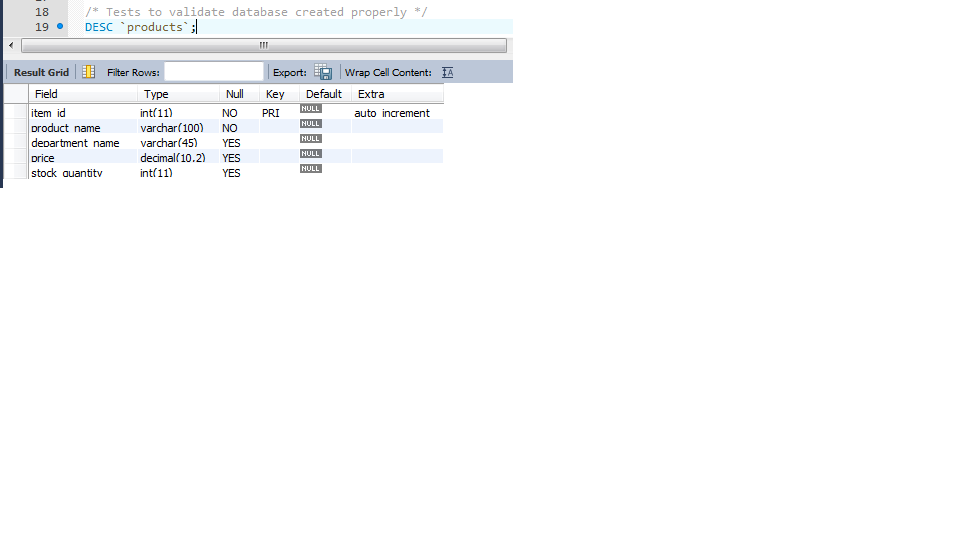 18 /* Tests to validate database created properly */
19 DESC `products`;
Result Grid Filter Rows: Export: Wrap Cell Content: IA
Field Type Null Key Default Extra
item_id int(11) NO PRI NULL auto_increment
product_name varchar(100) NO NULL
department_name varchar(45) YES NULL
price decimal(10,2) YES NULL
stock_quantity int(11) YES NULL